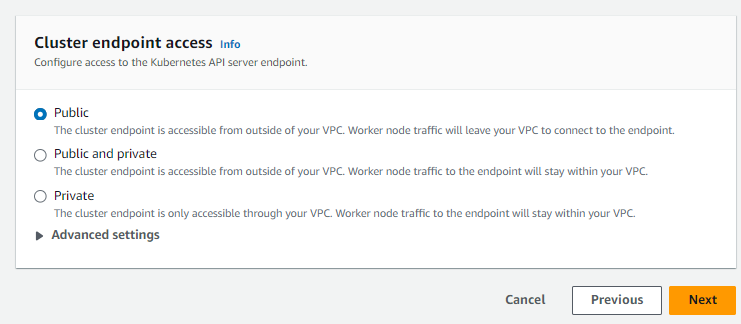 Cluster endpoint access Info
Configure access to the Kubernetes API server endpoint.
Public
The cluster endpoint is accessible from outside of your VPC. Worker node traffic will leave your VPC to connect to the endpoint.
Public and private
The cluster endpoint is accessible from outside of your VPC. Worker node traffic to the endpoint will stay within your VPC.
Private
The cluster endpoint is only accessible through your VPC. Worker node traffic to the endpoint will stay within your VPC.
Advanced settings
Cancel Previous Next